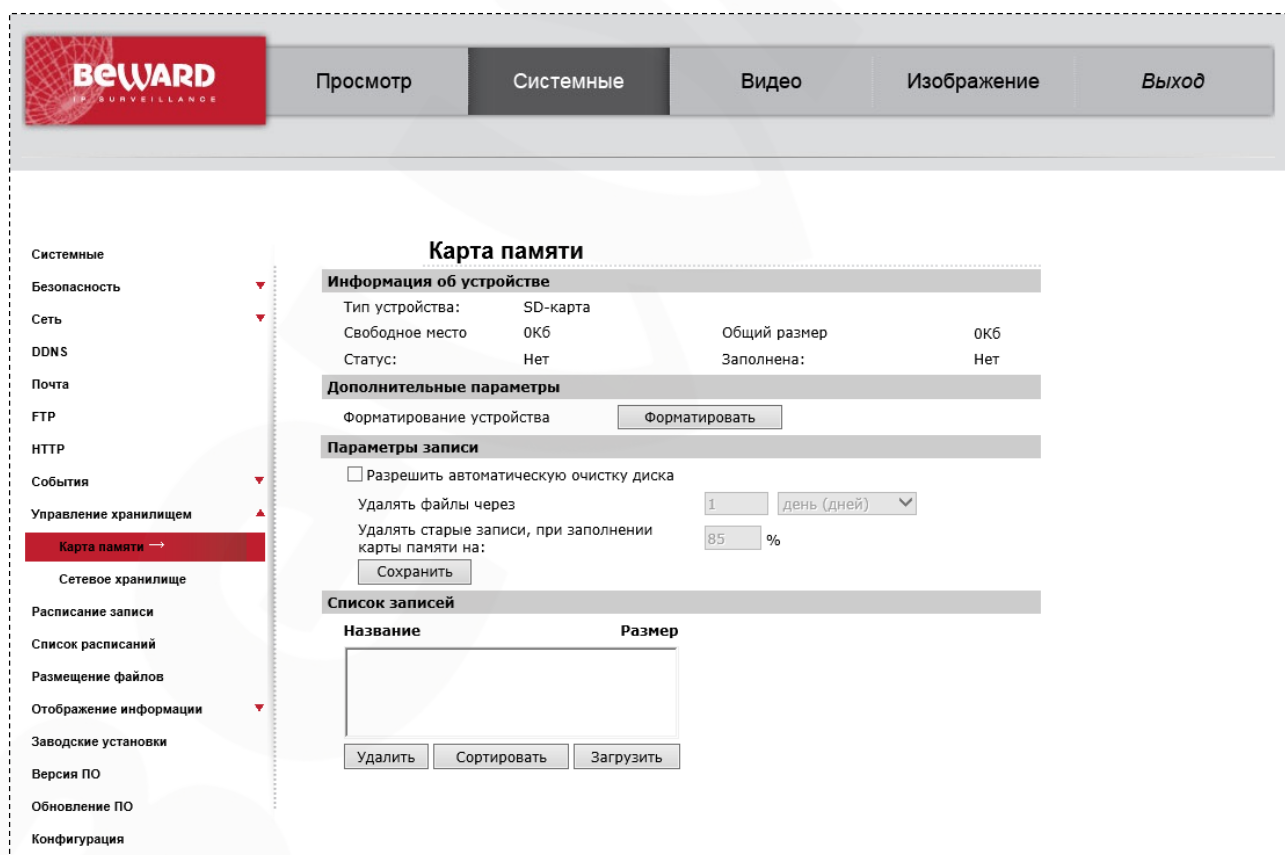 BEWARD
IP SURVEILLANCE
Просмотр
Системные
Видео
Изображение
Выход
Системные
Безопасность
Сеть
DDNS
Почта
FTP
HTTP
События
Управление хранилищем
Карта памяти →
Сетевое хранилище
Расписание записи
Список расписаний
Размещение файлов
Отображение информации
Заводские установки
Версия ПО
Обновление ПО
Конфигурация
Карта памяти
Информация об устройстве
Тип устройства: SD-карта
Свободное место 0Кб Общий размер 0Кб
Статус: Нет Заполнена: Нет
Дополнительные параметры
Форматирование устройства Форматировать
Параметры записи
Разрешить автоматическую очистку диска
Удалять файлы через 1 день (дней)
Удалять старые записи, при заполнении
карты памяти на: 85 %
Сохранить
Список записей
Название Размер
Удалить Сортировать Загрузить